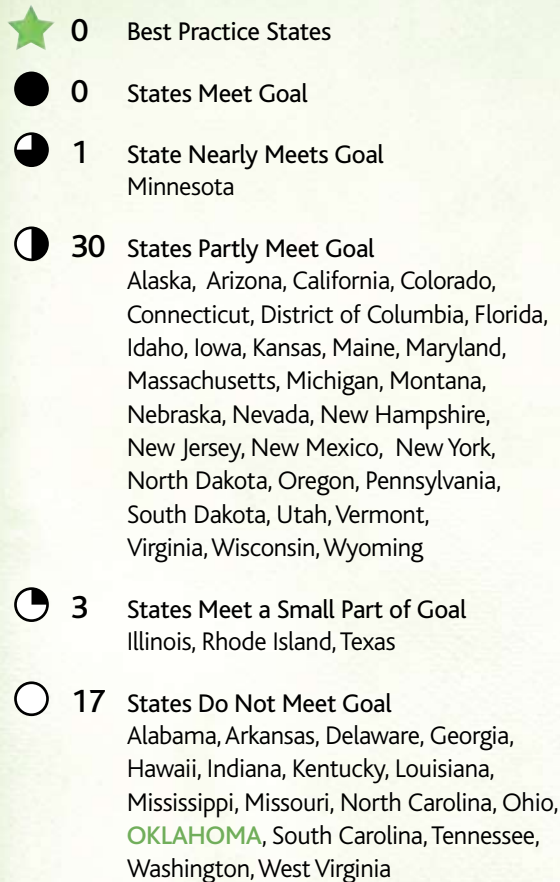 0 Best Practice States
0 States Meet Goal
1 State Nearly Meets Goal
Minnesota
30 States Partly Meet Goal
Alaska, Arizona, California, Colorado,
Connecticut, District of Columbia, Florida,
Idaho, Iowa, Kansas, Maine, Maryland,
Massachusetts, Michigan, Montana,
Nebraska, Nevada, New Hampshire,
New Jersey, New Mexico, New York,
North Dakota, Oregon, Pennsylvania,
South Dakota, Utah, Vermont,
Virginia, Wisconsin, Wyoming
3 States Meet a Small Part of Goal
Illinois, Rhode Island, Texas
17 States Do Not Meet Goal
Alabama, Arkansas, Delaware, Georgia,
Hawaii, Indiana, Kentucky, Louisiana,
Mississippi, Missouri, North Carolina, Ohio,
OKLAHOMA, South Carolina, Tennessee,
Washington, West Virginia